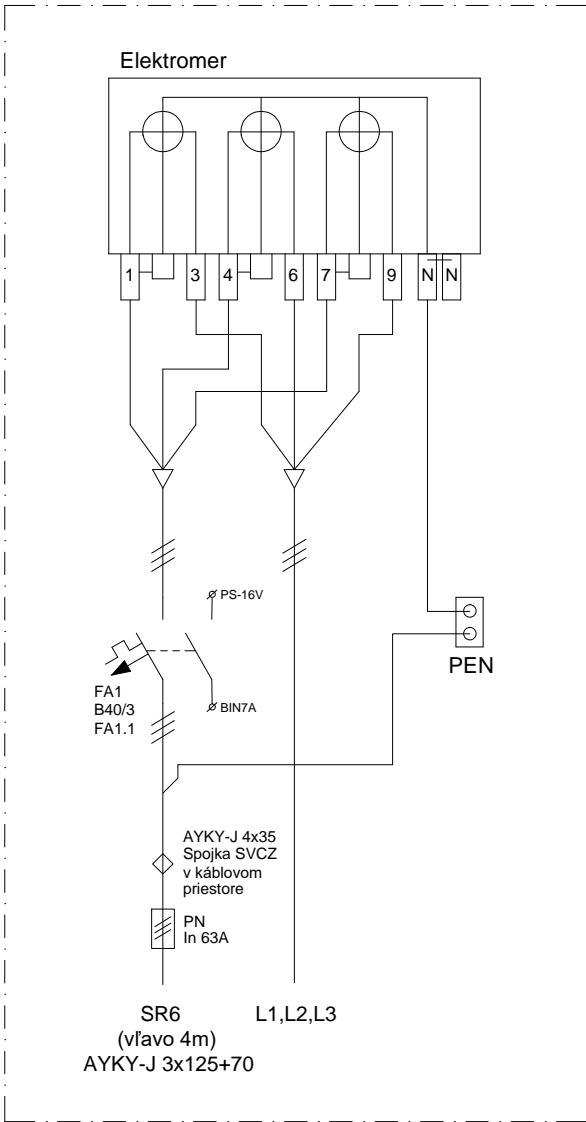 Elektromer
1 3 4 6 7 9 N N
PS-16V
BIN7A
FA1
B40/3
FA1.1
PEN
AYKY-J 4x35
Spojka SVCZ
v káblovom
priestore
PN
In 63A
SR6
(vľavo 4m)
AYKY-J 3x125+70
L1,L2,L3